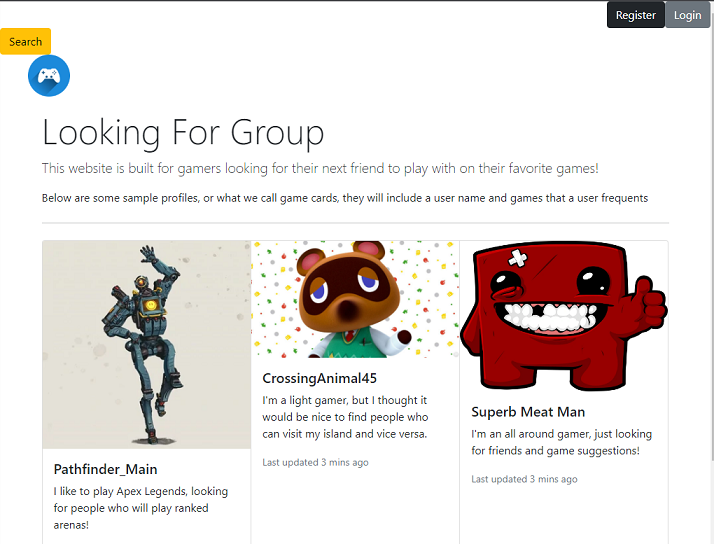 Register Login
Search
Looking For Group
This website is built for gamers looking for their next friend to play with on their favorite games!
Below are some sample profiles, or what we call game cards, they will include a user name and games that a user frequents
Pathfinder_Main
I like to play Apex Legends, looking
for people who will play ranked
arenas!
CrossingAnimal45
I'm a light gamer, but I thought it
would be nice to find people who
can visit my island and vice versa.
Last updated 3 mins ago
Superb Meat Man
I'm an all around gamer, just looking
for friends and game suggestions!
Last updated 3 mins ago